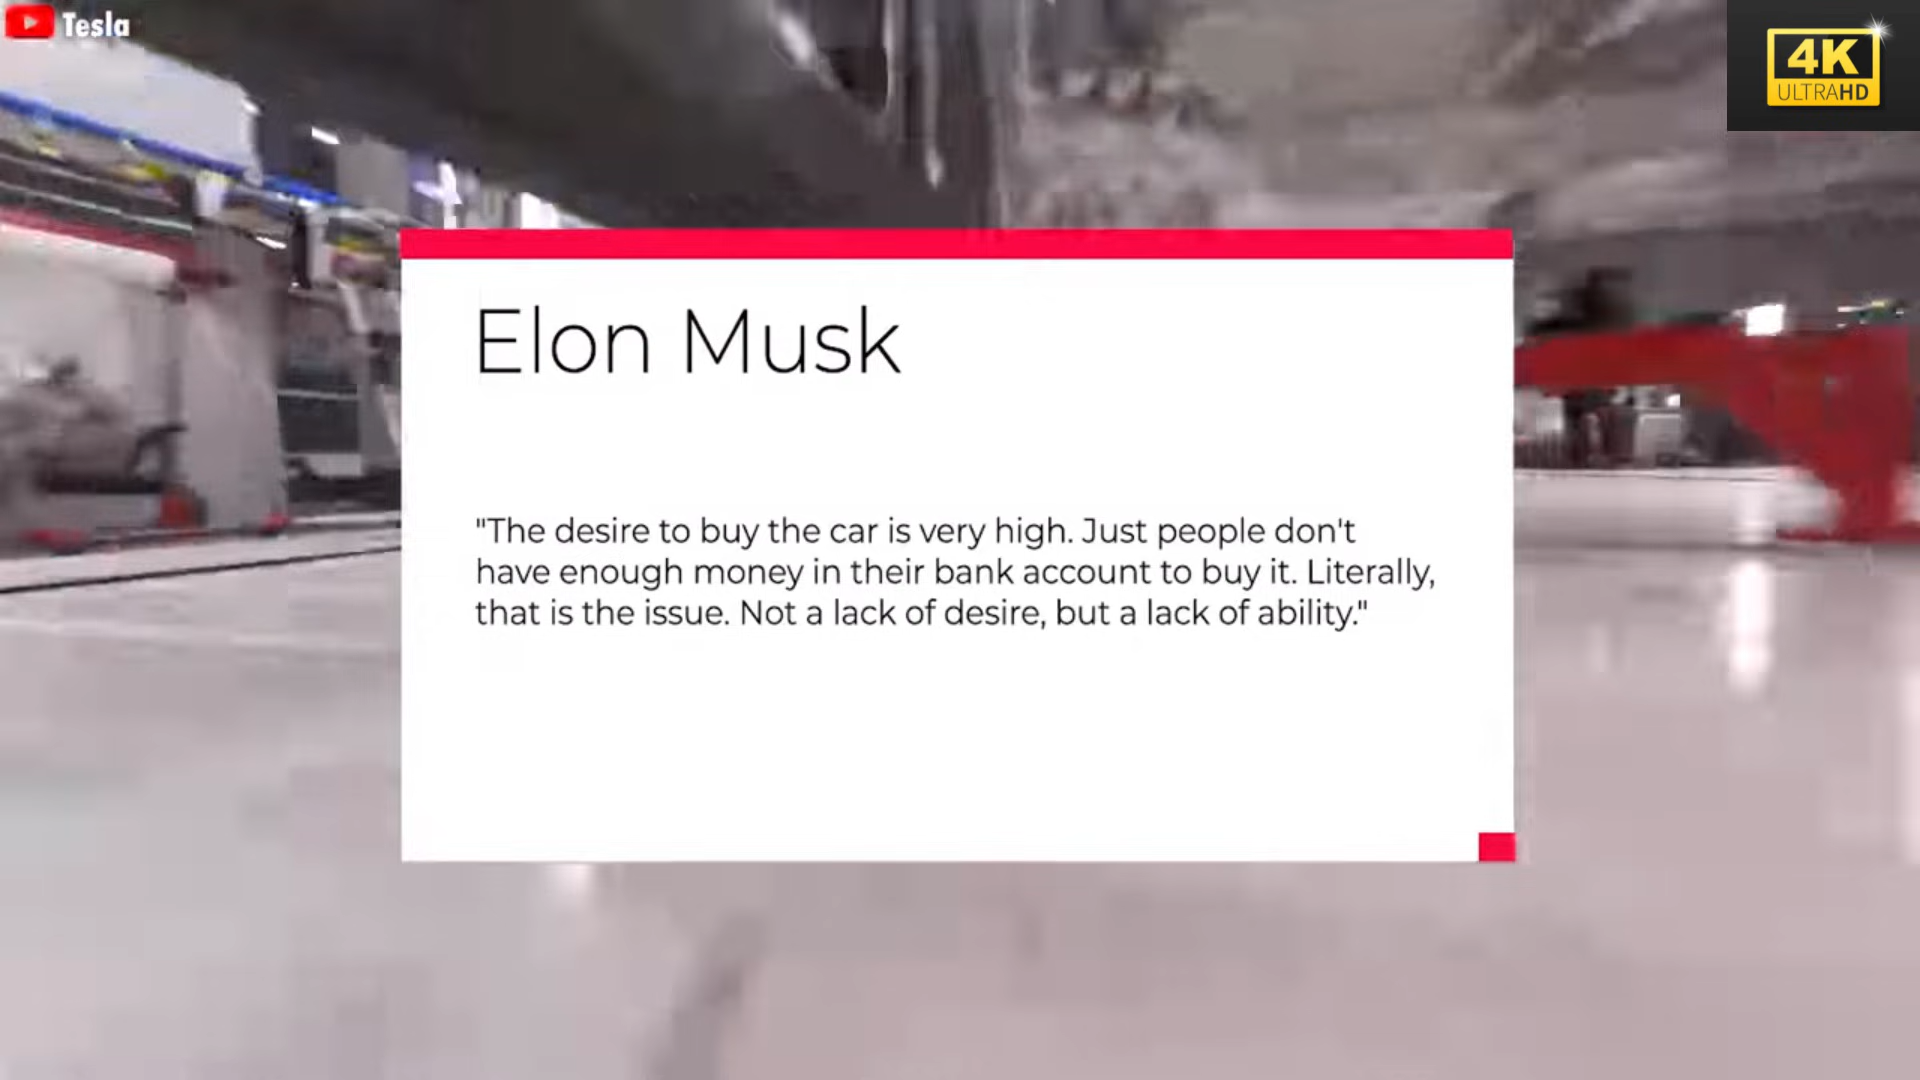 Tesla
4K
ULTRAHD
Elon Musk
"The desire to buy the car is very high. Just people don't
have enough money in their bank account to buy it. Literally,
that is the issue. Not a lack of desire, but a lack of ability."